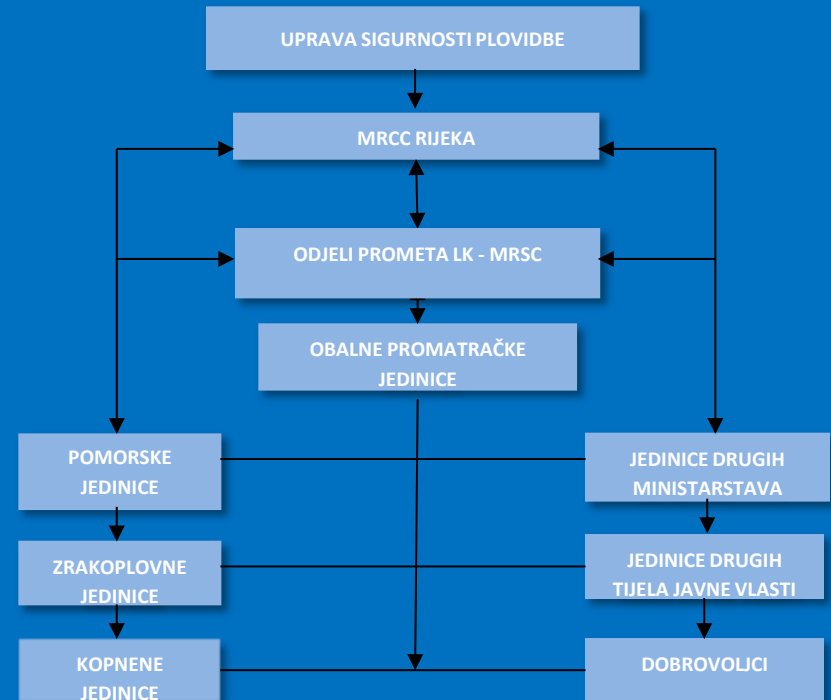 UPRAVA SIGURNOSTI PLOVIDBE
MRCC RIJEKA
ODJELI PROMETA LK - MRSC
OBALNE PROMATRAČKE
JEDINICE
POMORSKE
JEDINICE
JEDINICE DRUGIH
MINISTARSTAVA
ZRAKOPLOVNE
JEDINICE
JEDINICE DRUGIH
TIJELA JAVNE VLASTI
KOPNENE
JEDINICE
DOBROVOLJCI